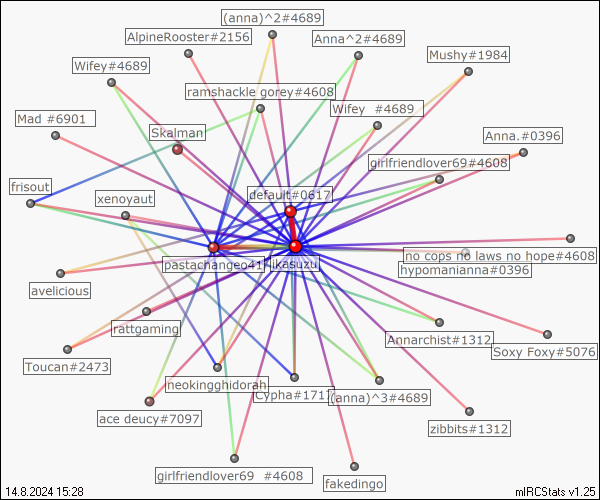 (anna)^2#4689
AlpineRooster#2156
Anna^2#4689
Mushy#1984
Wifey#4689
ramshackle gorey#4608
Wifey #4689
Mad #6901
Skalman
Anna.#0396
girlfriendlover69#4608
frisout
default#0617
xenoyaut
no cops no laws no hope#4608
pastachangeo41
ikasuzu
hypomanianna#0396
avelicious
rattgaming
Annarchist#1312
Soxy Foxy#5076
Toucan#2473
neokingghidorah
Cypha#171
(anna)^3#4689
ace deucy#7097
zibbits#1312
girlfriendlover69 #4608
fakedingo
14.8.2024 15:28
mIRCStats v1.25